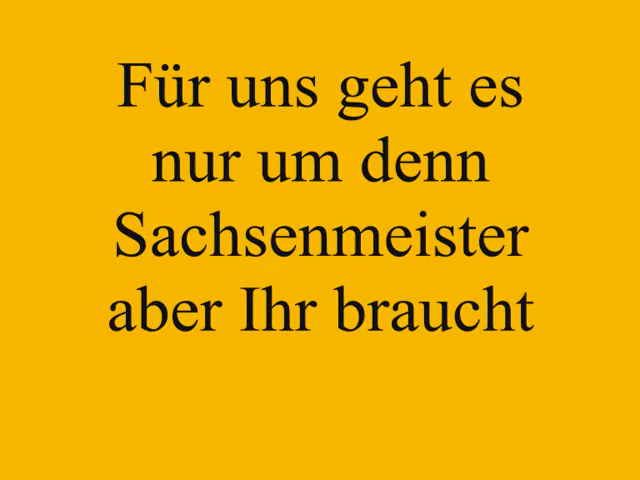 Für uns geht es
nur um denn
Sachsenmeister
aber Ihr braucht